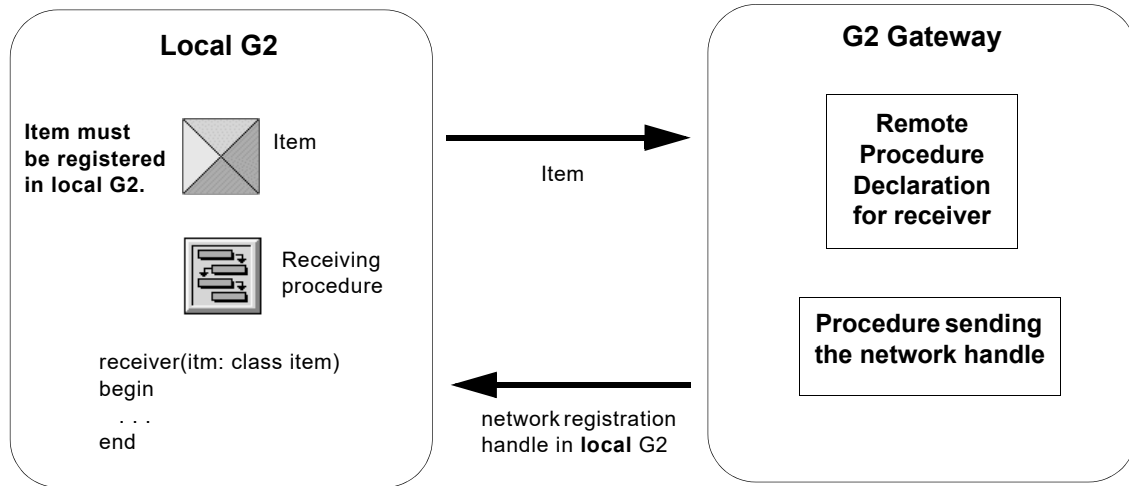 Local G2
Item must
be registered
in local G2.
Item
Receiving
procedure
receiver(itm: class item)
begin
. . .
end
Item
network registration
handle in local G2
G2 Gateway
Remote
Procedure
Declaration
for receiver
Procedure sending
the network handle